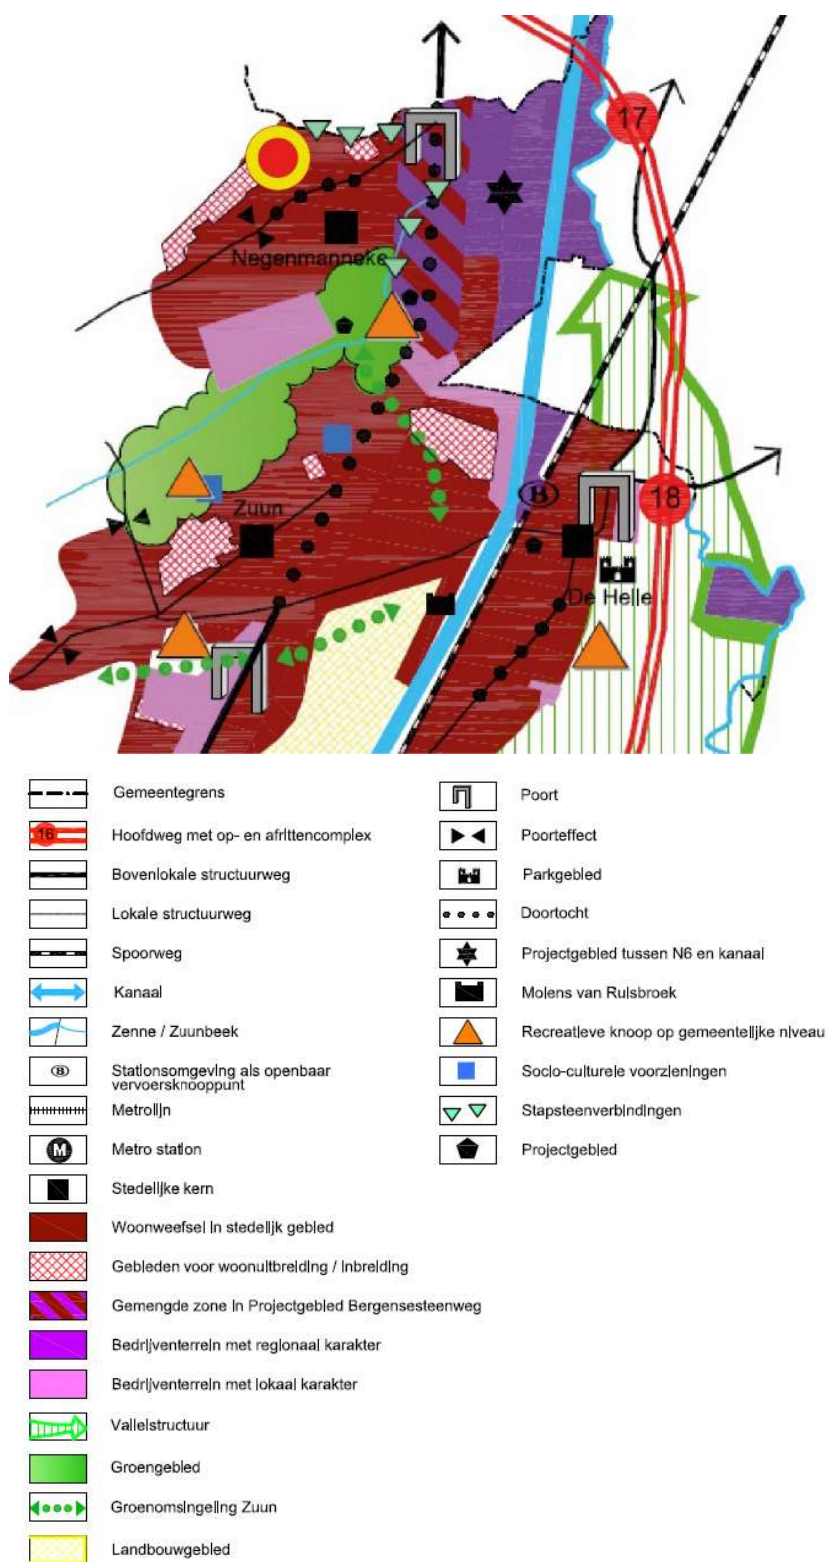 17
Negenmanneke
B
18
Zuun
De Helle
Gemeentegrens
16
Hoofdweg met op- en afrittencomplex
Bovenlokale structuurweg
Lokale structuurweg
Spoorweg
Kanaal
Zenne / Zuunbeek
B
Stationsomgeving als openbaar
vervoersknooppunt
Metrolijn
M
Metro station
Stedelijke kern
Woonweefsel in stedelijk gebied
Gebieden voor woonuitbreiding / inbreiding
Gemengde zone in Projectgebied Bergensesteenweg
Bedrijventerrein met regionaal karakter
Bedrijventerrein met lokaal karakter
Valleistructuur
Groengebied
Groenomsingeling Zuun
Landbouwgebied
Poort
Poorteffect
Parkgebied
Doortocht
Projectgebied tussen N6 en kanaal
Molens van Ruisbroek
Recreatieve knoop op gemeentelijke niveau
Socio-culturele voorzieningen
Stapsteenverbindingen
Projectgebied